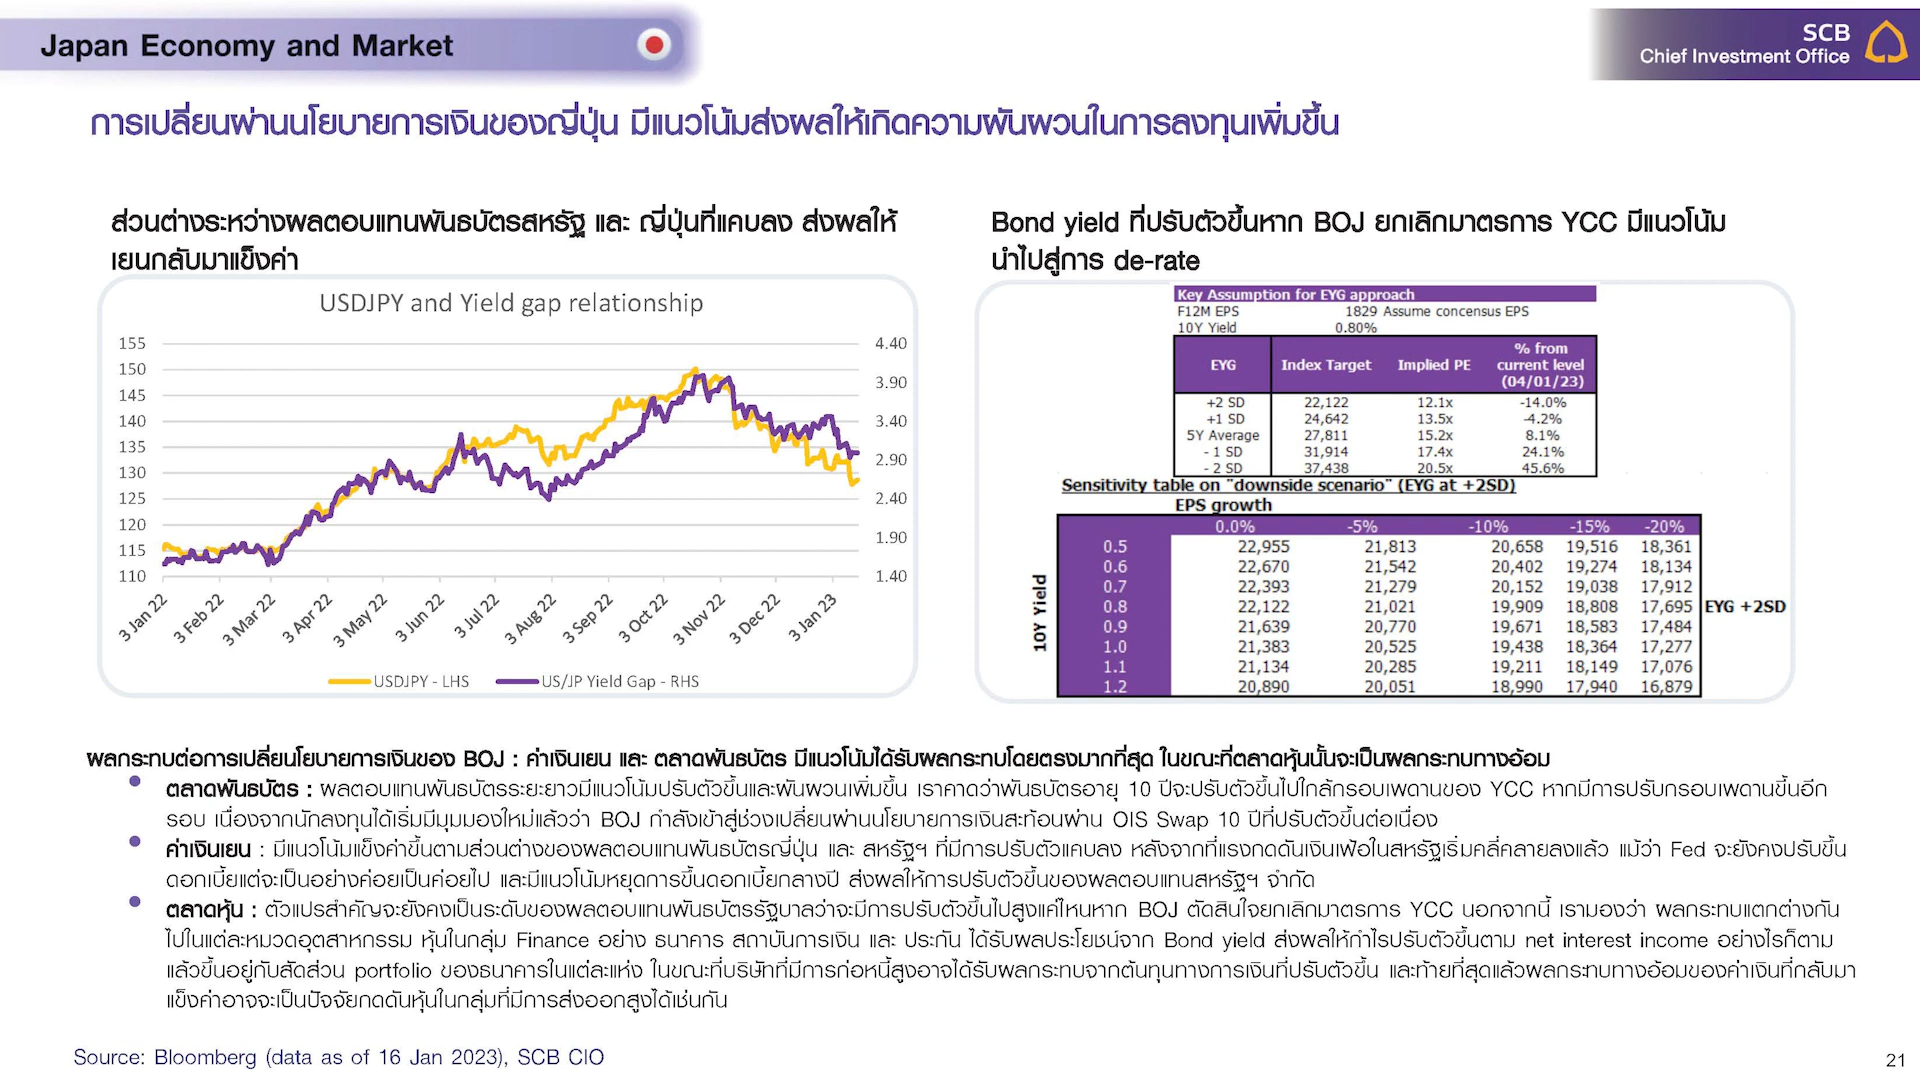 Japan Economy and Market
SCB
Chief Investment Office
การเปลี่ยนผ่านนโยบายการเงินของญี่ปุ่น มีแนวโน้มส่งผลให้เกิดความผันผวนในการลงทุนเพิ่มขึ้น
ส่วนต่างระหว่างผลตอบแทนพันธบัตรสหรัฐ และ ญี่ปุ่นที่แคบลง ส่งผลให้
เยนกลับมาแข็งค่า
USDJPY and Yield gap relationship
155 4.40
150 3.90
145
140 3.40
135
130 2.90
125 2.40
120
115 1.90
110 1.40
3 Jan 22 3 Feb 22 3 Mar 22 3 Apr 22 3 May 22 3 Jun 22 3 Jul 22 3 Aug 22 3 Sep 22 3 Oct 22 3 Nov 22 3 Dec 22 3 Jan 23
USDJPY - LHS US/JP Yield Gap - RHS
Bond yield ที่ปรับตัวขึ้นหาก BOJ ยกเลิกมาตรการ YCC มีแนวโน้ม
นำไปสู่การ de-rate
Key Assumption for EYG approach
F12M EPS 1829 Assume concensus EPS
10Y Yield 0.80%
EYG Index Target Implied PE % from current level (04/01/23)
+2 SD 22,122 12.1x -14.0%
+1 SD 24,642 13.5x -4.2%
5Y Average 27,811 15.2x 8.1%
- 1 SD 31,914 17.4x 24.1%
- 2 SD 37,438 20.5x 45.6%
Sensitivity table on "downside scenario" (EYG at +2SD)
EPS growth
0.0% -5% -10% -15% -20%
10Y Yield
0.5 22,955 21,813 20,658 19,516 18,361
0.6 22,670 21,542 20,402 19,274 18,134
0.7 22,393 21,279 20,152 19,038 17,912
0.8 22,122 21,021 19,909 18,808 17,695 EYG +2SD
0.9 21,639 20,770 19,671 18,583 17,484
1.0 21,383 20,525 19,438 18,364 17,277
1.1 21,134 20,285 19,211 18,149 17,076
1.2 20,890 20,051 18,990 17,940 16,879
ผลกระทบต่อการเปลี่ยนโยบายการเงินของ BOJ : ค่าเงินเยน และ ตลาดพันธบัตร มีแนวโน้มได้รับผลกระทบโดยตรงมากที่สุด ในขณะที่ตลาดหุ้นนั้นจะเป็นผลกระทบทางอ้อม
• ตลาดพันธบัตร : ผลตอบแทนพันธบัตรระยะยาวมีแนวโน้มปรับตัวขึ้นและผันผวนเพิ่มขึ้น เราคาดว่าพันธบัตรอายุ 10 ปีจะปรับตัวขึ้นไปใกล้กรอบเพดานของ YCC หากมีการปรับกรอบเพดานขึ้นอีก
รอบ เนื่องจากนักลงทุนได้เริ่มมีมุมมองใหม่แล้วว่า BOJ กำลังเข้าสู่ช่วงเปลี่ยนผ่านนโยบายการเงินสะท้อนผ่าน OIS Swap 10 ปีที่ปรับตัวขึ้นต่อเนื่อง
• ค่าเงินเยน : มีแนวโน้มแข็งค่าขึ้นตามส่วนต่างของผลตอบแทนพันธบัตรญี่ปุ่น และ สหรัฐฯ ที่มีการปรับตัวแคบลง หลังจากที่แรงกดดันเงินเฟ้อในสหรัฐเริ่มคลี่คลายลงแล้ว แม้ว่า Fed จะยังคงปรับขึ้น
ดอกเบี้ยแต่จะเป็นอย่างค่อยเป็นค่อยไป และมีแนวโน้มหยุดการขึ้นดอกเบี้ยกลางปี ส่งผลให้การปรับตัวขึ้นของผลตอบแทนสหรัฐฯ จำกัด
• ตลาดหุ้น : ตัวแปรสำคัญจะยังคงเป็นระดับของผลตอบแทนพันธบัตรรัฐบาลว่าจะมีการปรับตัวขึ้นไปสูงแค่ไหนหาก BOJ ตัดสินใจยกเลิกมาตรการ YCC นอกจากนี้ เรามองว่า ผลกระทบแตกต่างกัน
ไปในแต่ละหมวดอุตสาหกรรม หุ้นในกลุ่ม Finance อย่าง ธนาคาร สถาบันการเงิน และ ประกัน ได้รับผลประโยชน์จาก Bond yield ส่งผลให้กำไรปรับตัวขึ้นตาม net interest income อย่างไรก็ตาม
แล้วขึ้นอยู่กับสัดส่วน portfolio ของธนาคารในแต่ละแห่ง ในขณะที่บริษัทที่มีการก่อหนี้สูงอาจได้รับผลกระทบจากต้นทุนทางการเงินที่ปรับตัวขึ้น และท้ายที่สุดแล้วผลกระทบทางอ้อมของค่าเงินที่กลับมา
แข็งค่าอาจจะเป็นปัจจัยกดดันหุ้นในกลุ่มที่มีการส่งออกสูงได้เช่นกัน
Source: Bloomberg (data as of 16 Jan 2023), SCB CIO
21